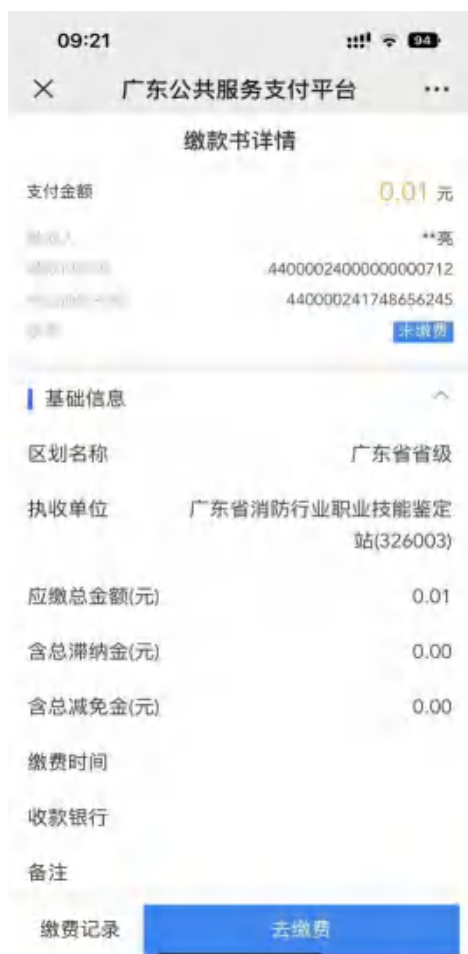 09:21
94
广东公共服务支付平台
缴款书详情
支付金额
0.01 元
**亮
44000024000000000712
440000241748656245
未缴费
基础信息
区划名称
广东省省级
执收单位
广东省消防行业职业技能鉴定
站(326003)
应缴总金额(元)
0.01
含总滞纳金(元)
0.00
含总减免金(元)
0.00
缴费时间
收款银行
备注
缴费记录
去缴费